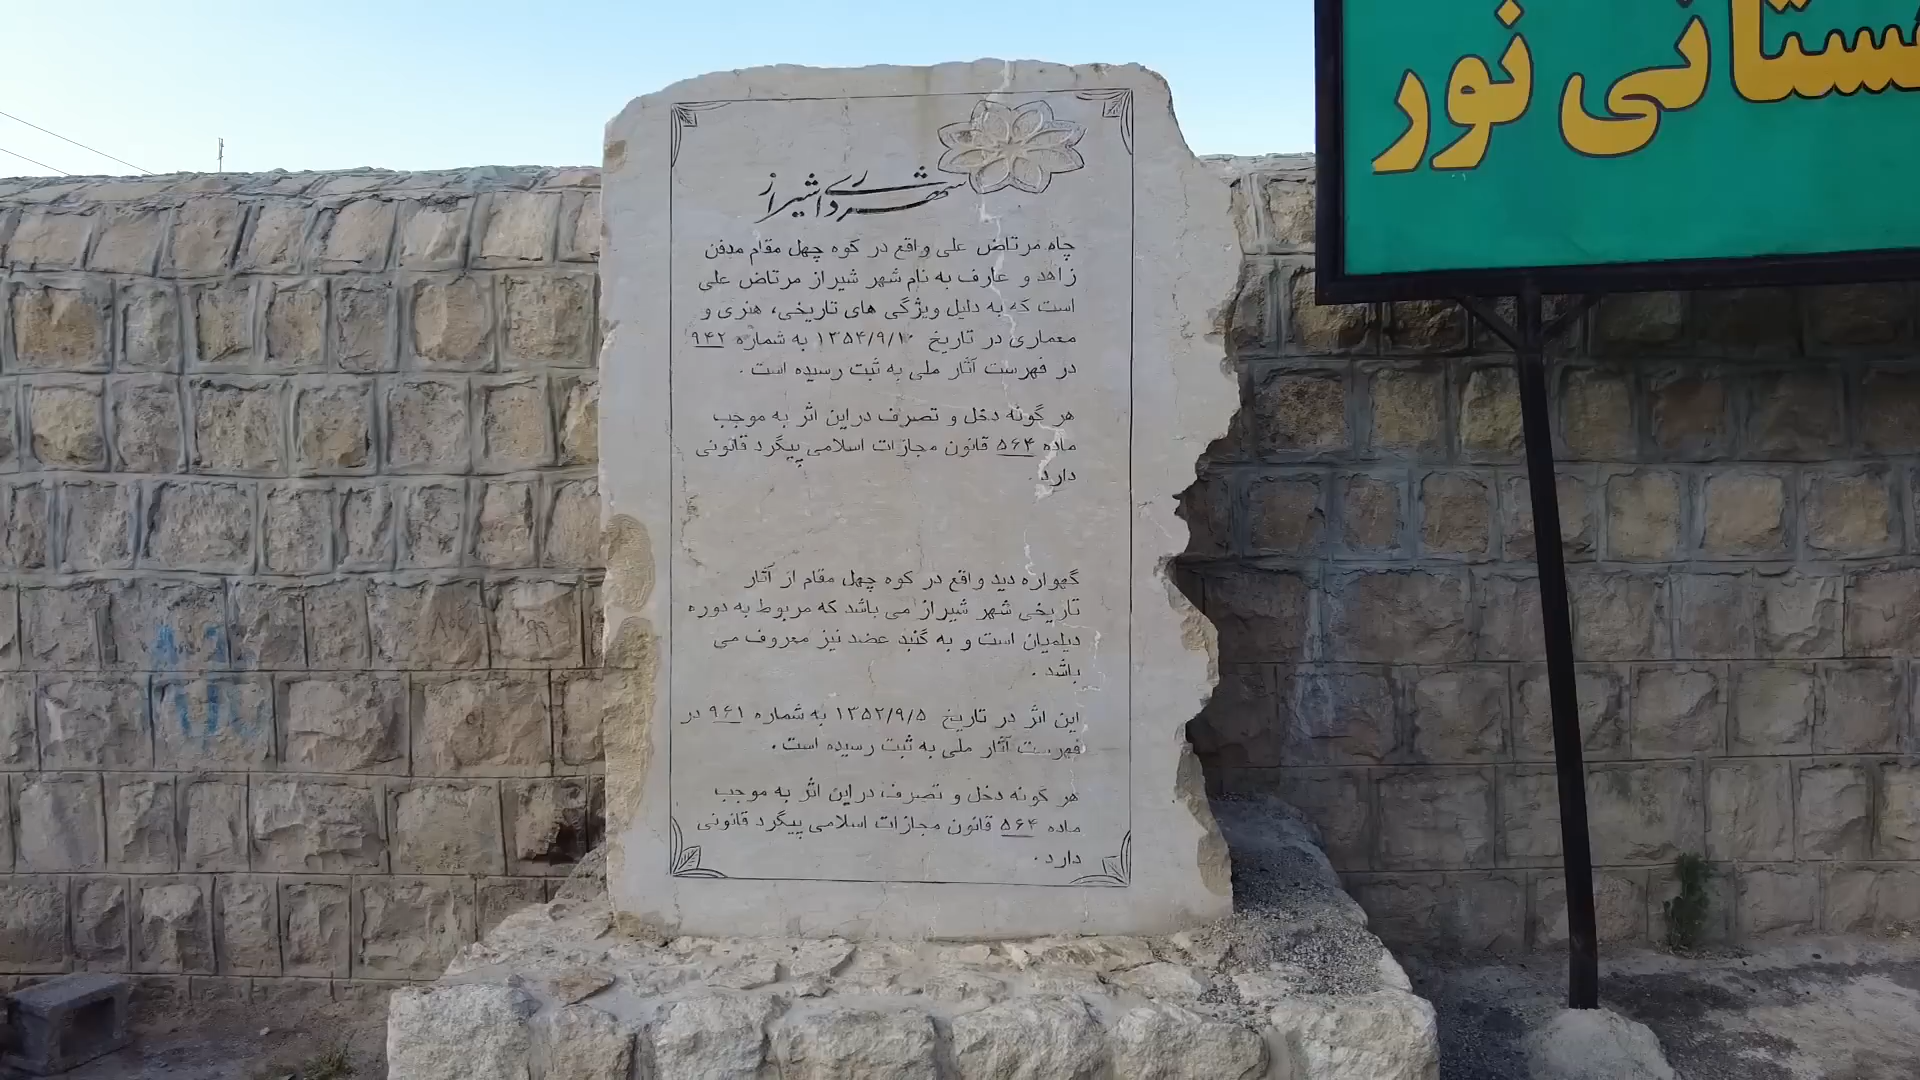 شهرداری شیراز
چاه مرتاض علی واقع در کوه چهل مقام مدفن
زاهد و عارف به نام شهر شیراز مرتاض علی
است که به دلیل ویژگی های تاریخی، هنری و
معماری در تاریخ ۱۳۵۴/۹/۱۰ به شماره ۹۴۲
در فهرست آثار ملی به ثبت رسیده است .
هر گونه دخل و تصرف در این اثر به موجب
ماده ۵۶۴ قانون مجازات اسلامی پیگرد قانونی
دارد .
گهواره دید واقع در کوه چهل مقام از آثار
تاریخی شهر شیراز می باشد که مربوط به دوره
دیلمیان است و به گنبد عضد نیز معروف می
باشد .
این اثر در تاریخ ۱۳۵۲/۹/۵ به شماره ۹۶۱ در
فهرست آثار ملی به ثبت رسیده است .
هر گونه دخل و تصرف در این اثر به موجب
ماده ۵۶۴ قانون مجازات اسلامی پیگرد قانونی
دارد .
نور